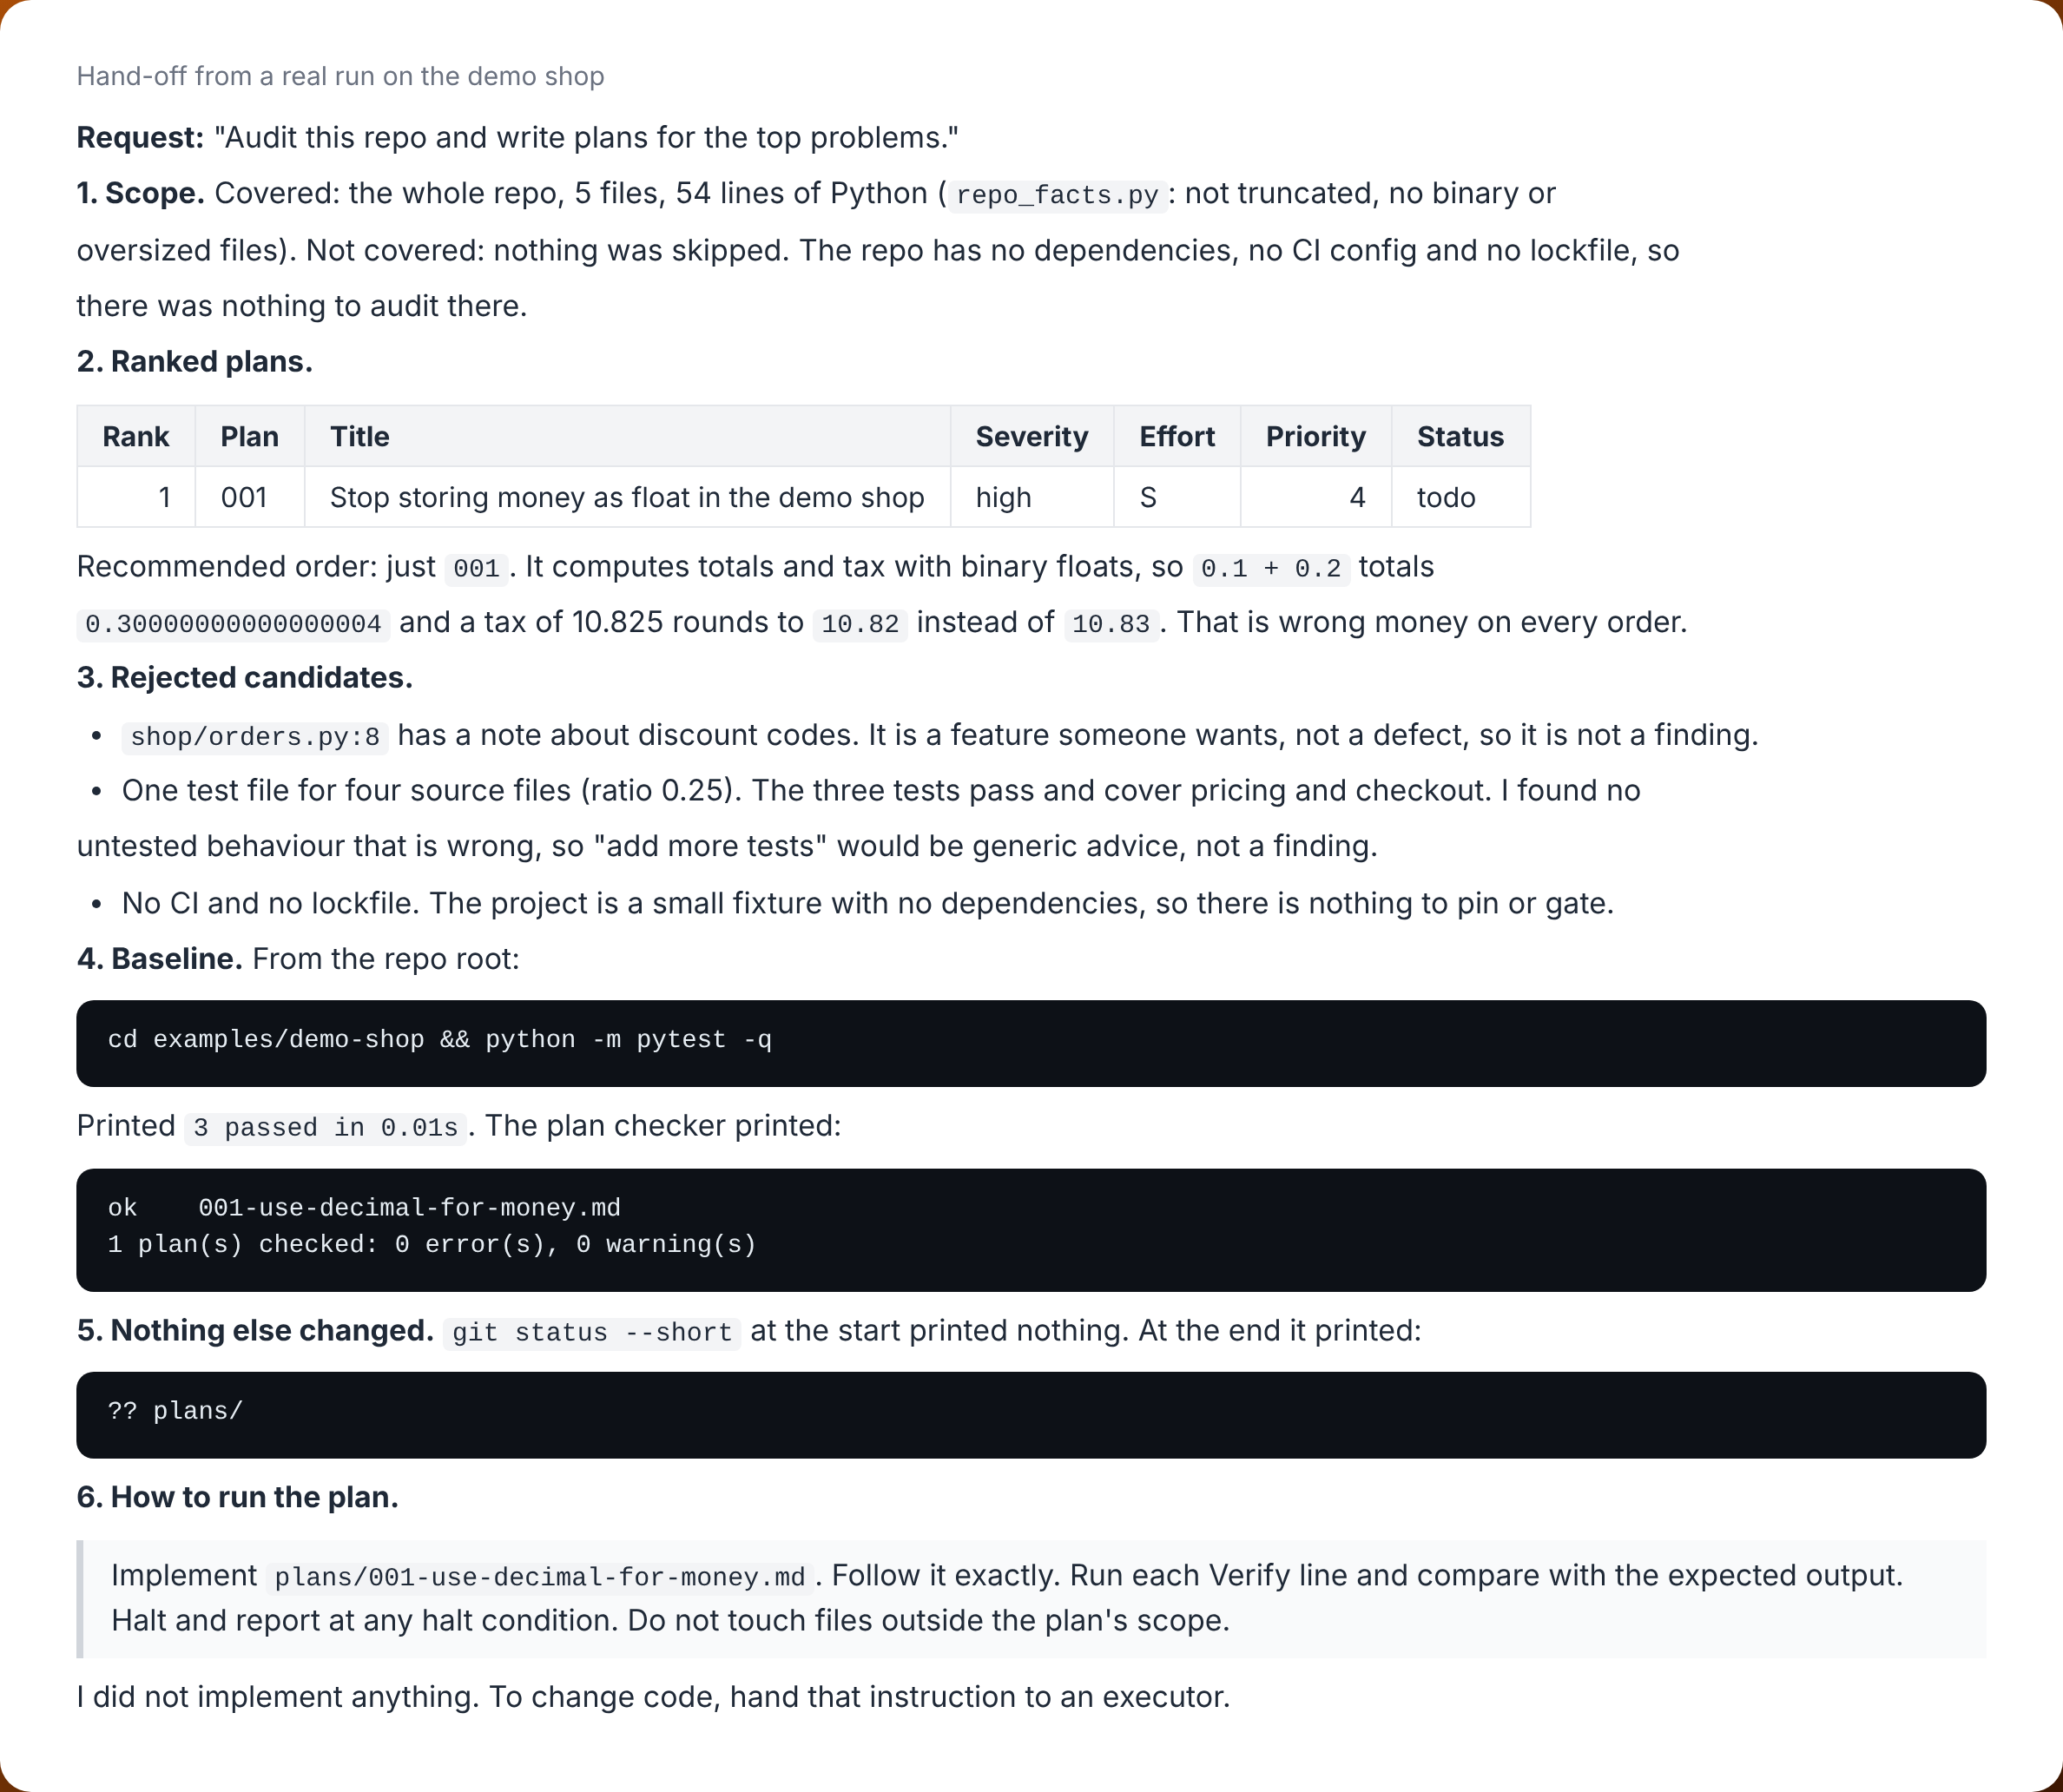 Hand-off from a real run on the demo shop
Request: "Audit this repo and write plans for the top problems."
1. Scope. Covered: the whole repo, 5 files, 54 lines of Python (repo_facts.py: not truncated, no binary or
oversized files). Not covered: nothing was skipped. The repo has no dependencies, no CI config and no lockfile, so
there was nothing to audit there.
2. Ranked plans.
Rank Plan Title Severity Effort Priority Status
1 001 Stop storing money as float in the demo shop high S 4 todo
Recommended order: just 001. It computes totals and tax with binary floats, so 0.1 + 0.2 totals
0.30000000000000004 and a tax of 10.825 rounds to 10.82 instead of 10.83. That is wrong money on every order.
3. Rejected candidates.
• shop/orders.py:8 has a note about discount codes. It is a feature someone wants, not a defect, so it is not a finding.
• One test file for four source files (ratio 0.25). The three tests pass and cover pricing and checkout. I found no
untested behaviour that is wrong, so "add more tests" would be generic advice, not a finding.
• No CI and no lockfile. The project is a small fixture with no dependencies, so there is nothing to pin or gate.
4. Baseline. From the repo root:
cd examples/demo-shop && python -m pytest -q
Printed 3 passed in 0.01s. The plan checker printed:
ok    001-use-decimal-for-money.md
1 plan(s) checked: 0 error(s), 0 warning(s)
5. Nothing else changed. git status --short at the start printed nothing. At the end it printed:
?? plans/
6. How to run the plan.
Implement plans/001-use-decimal-for-money.md. Follow it exactly. Run each Verify line and compare with the expected output.
Halt and report at any halt condition. Do not touch files outside the plan's scope.
I did not implement anything. To change code, hand that instruction to an executor.